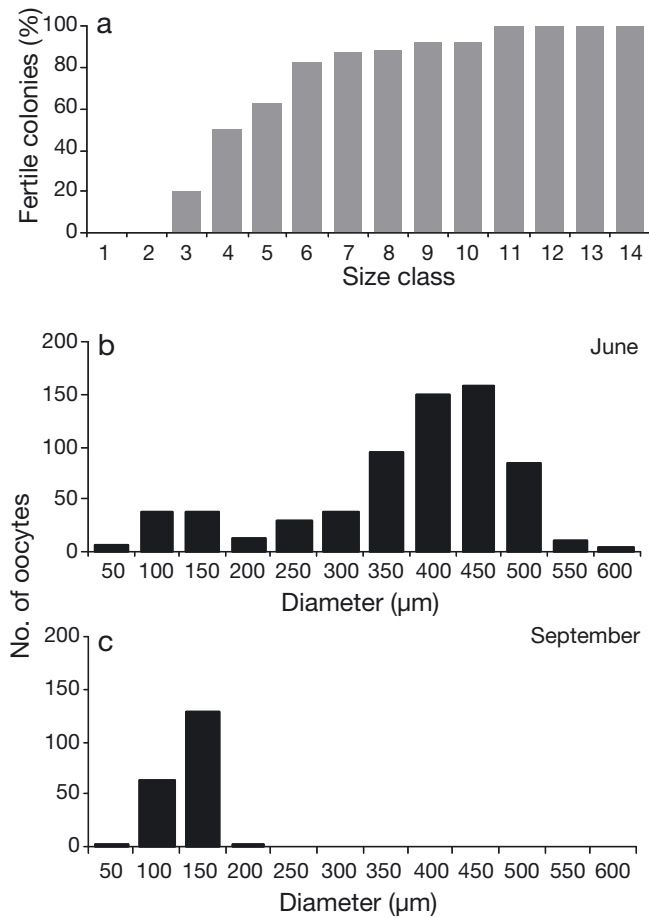 a
Fertile colonies (%)
100
80
60
40
20
0
1 2 3 4 5 6 7 8 9 10 11 12 13 14
Size class
b
June
No. of oocytes
200
150
100
50
0
50 100 150 200 250 300 350 400 450 500 550 600
Diameter (µm)
c
September
200
150
100
50
0
50 100 150 200 250 300 350 400 450 500 550 600
Diameter (µm)